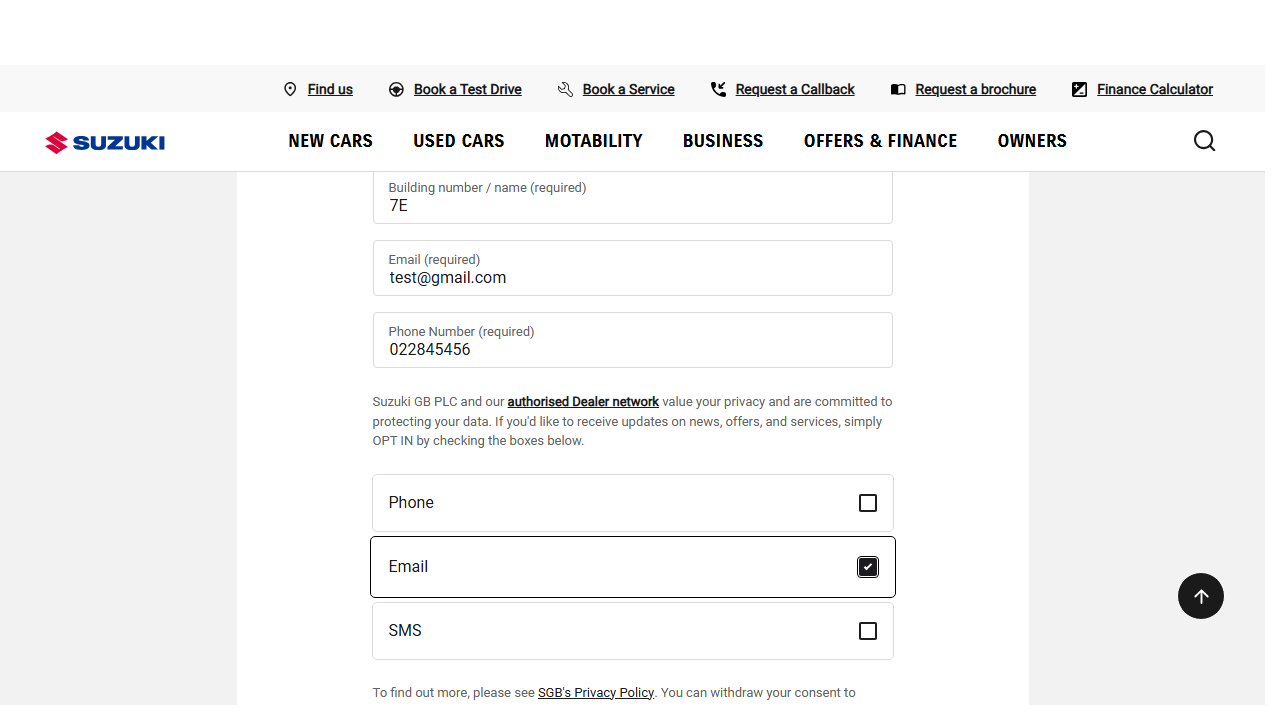 Find us Book a Test Drive Book a Service Request a Callback Request a brochure Finance Calculator
SUZUKI NEW CARS USED CARS MOTABILITY BUSINESS OFFERS & FINANCE OWNERS
Building number / name (required)
7E
Email (required)
test@gmail.com
Phone Number (required)
022845456
Suzuki GB PLC and our authorised Dealer network value your privacy and are committed to
protecting your data. If you'd like to receive updates on news, offers, and services, simply
OPT IN by checking the boxes below.
Phone
Email
SMS
To find out more, please see SGB's Privacy Policy. You can withdraw your consent to